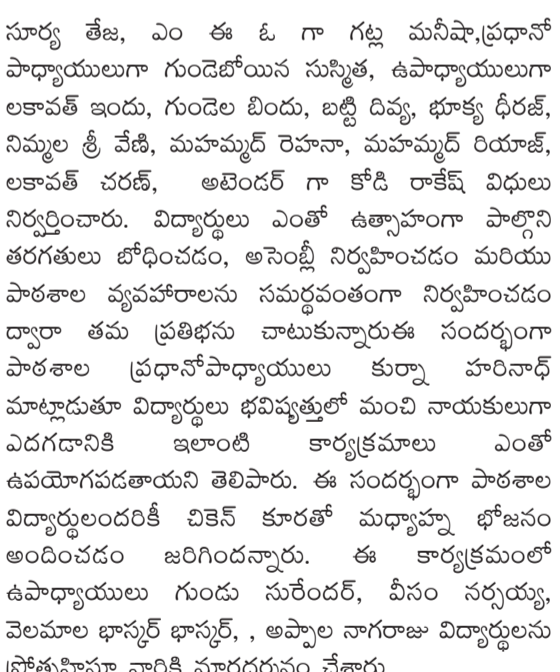 సూర్య తేజ, ఎం ఈ ఓ గా గట్ల మనీషా,ప్రధానో
పాధ్యాయులుగా గుండెబోయిన సుస్మిత, ఉపాధ్యాయులుగా
లకావత్ ఇందు, గుండెల బిందు, బట్టి దివ్య, భూక్య ధీరజ్,
నిమ్మల శ్రీ వేణి, మహమ్మద్ రెహనా, మహమ్మద్ రియాజ్,
లకావత్ చరణ్, అటెండర్ గా కోడి రాకేష్ విధులు
నిర్వర్తించారు. విద్యార్థులు ఎంతో ఉత్సాహంగా పాల్గొని
తరగతులు బోధించడం, అసెంబ్లీ నిర్వహించడం మరియు
పాఠశాల వ్యవహారాలను సమర్థవంతంగా నిర్వహించడం
ద్వారా తమ ప్రతిభను చాటుకున్నారుఈ సందర్భంగా
పాఠశాల ప్రధానోపాధ్యాయులు కుర్నా హరినాధ్
మాట్లాడుతూ విద్యార్థులు భవిష్యత్తులో మంచి నాయకులుగా
ఎదగడానికి ఇలాంటి కార్యక్రమాలు ఎంతో
ఉపయోగపడతాయని తెలిపారు. ఈ సందర్భంగా పాఠశాల
విద్యార్థులందరికీ చికెన్ కూరతో మధ్యాహ్న భోజనం
అందించడం జరిగిందన్నారు. ఈ కార్యక్రమంలో
ఉపాధ్యాయులు గుండు సురేందర్, వీసం నర్సయ్య,
వెలమాల భాస్కర్ భాస్కర్, , అప్పాల నాగరాజు విద్యార్థులను
వారికి చేశారు